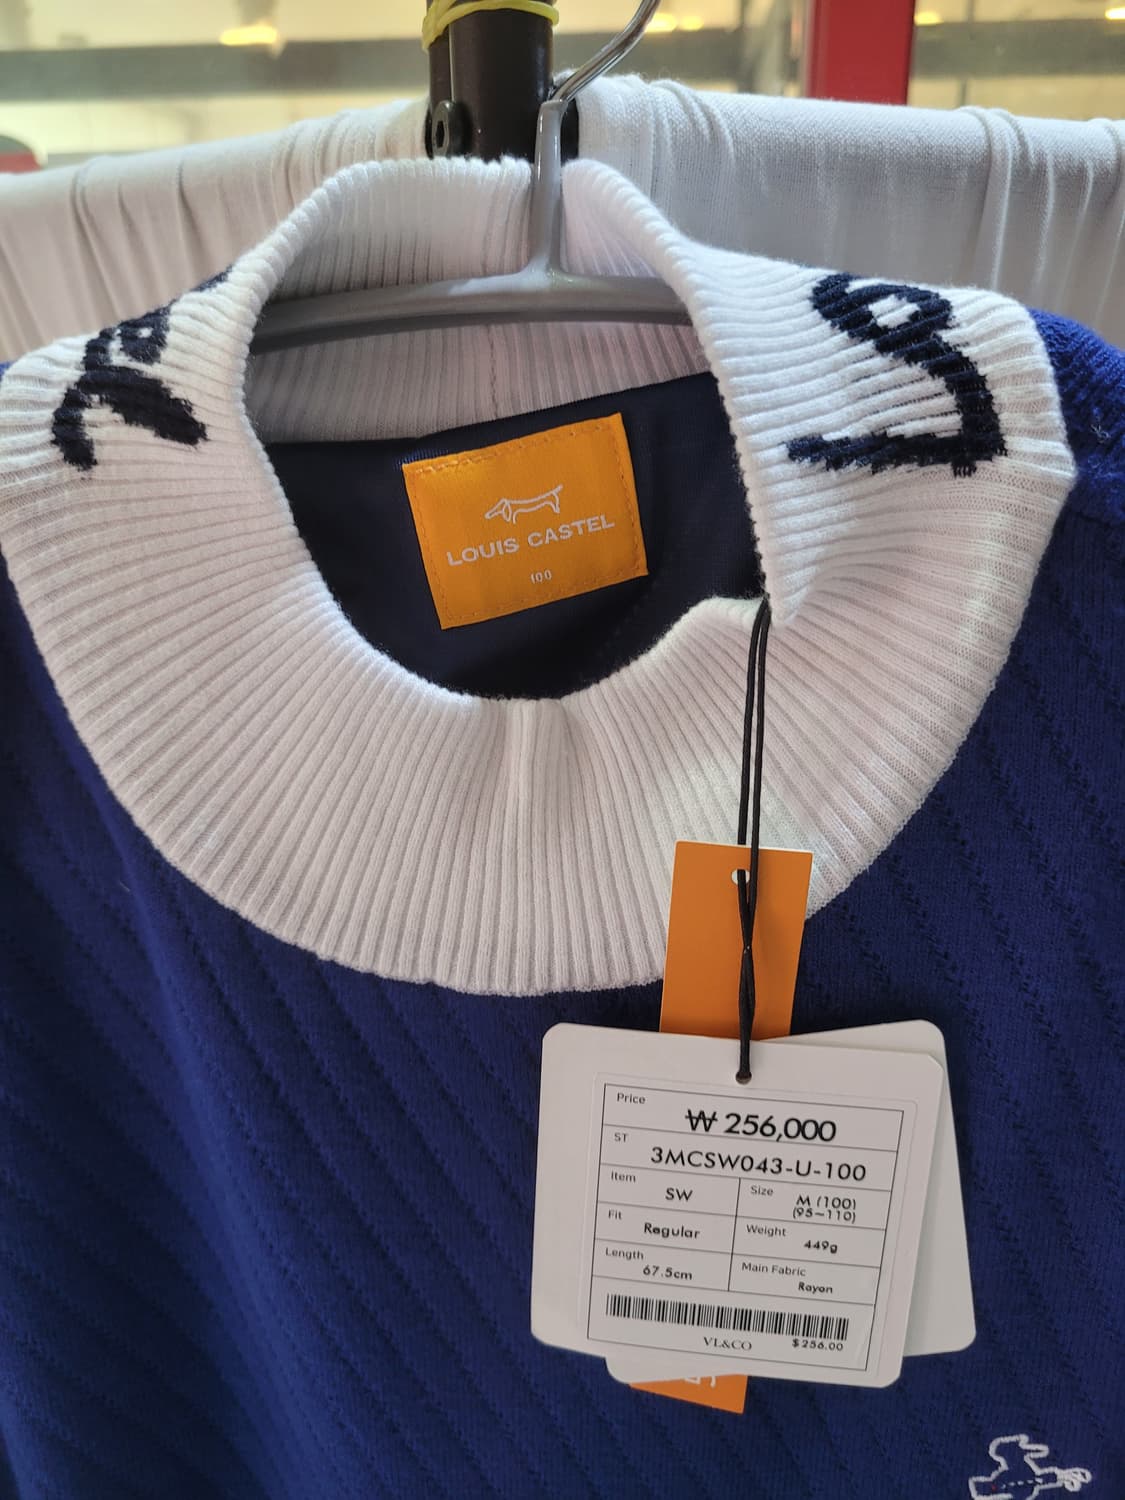 LOUIS CASTEL
100
Price
₩ 256,000
ST
3MCSW043-U-100
Item
SW
Size
M (100)
(95~110)
Fit
Regular
Weight
449g
Length
67.5cm
Main Fabric
Rayon
VL&CO
$256.00